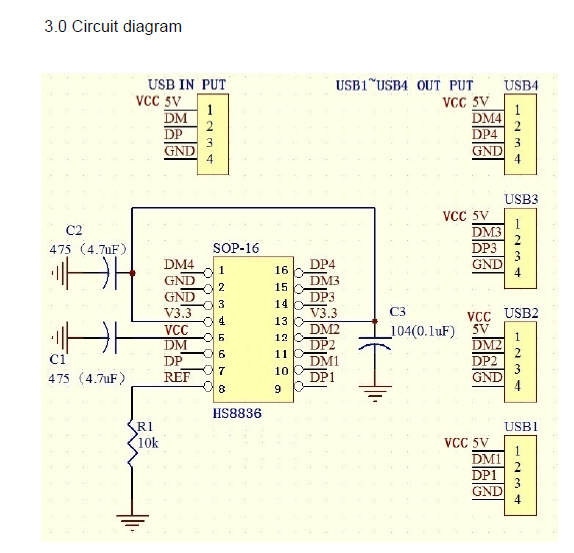 3.0 Circuit diagram
USB IN PUT
VCC 5V
DM
DP
GND
1
2
3
4
USB1~USB4 OUT PUT
USB4
VCC 5V
DM4
DP4
GND
1
2
3
4
USB3
VCC 5V
DM3
DP3
GND
1
2
3
4
C2
475 (4.7uF)
SOP-16
DM4
GND
GND
V3.3
VCC
DM
DP
REF
1
2
3
4
5
6
7
8
16
15
14
13
12
11
10
9
DP4
DM3
DP3
V3.3
DM2
DP2
DM1
DP1
HS8836
C1
475 (4.7uF)
C3
104(0.1uF)
USB2
VCC
5V
DM2
DP2
GND
1
2
3
4
R1
10k
USB1
VCC 5V
DM1
DP1
GND
1
2
3
4